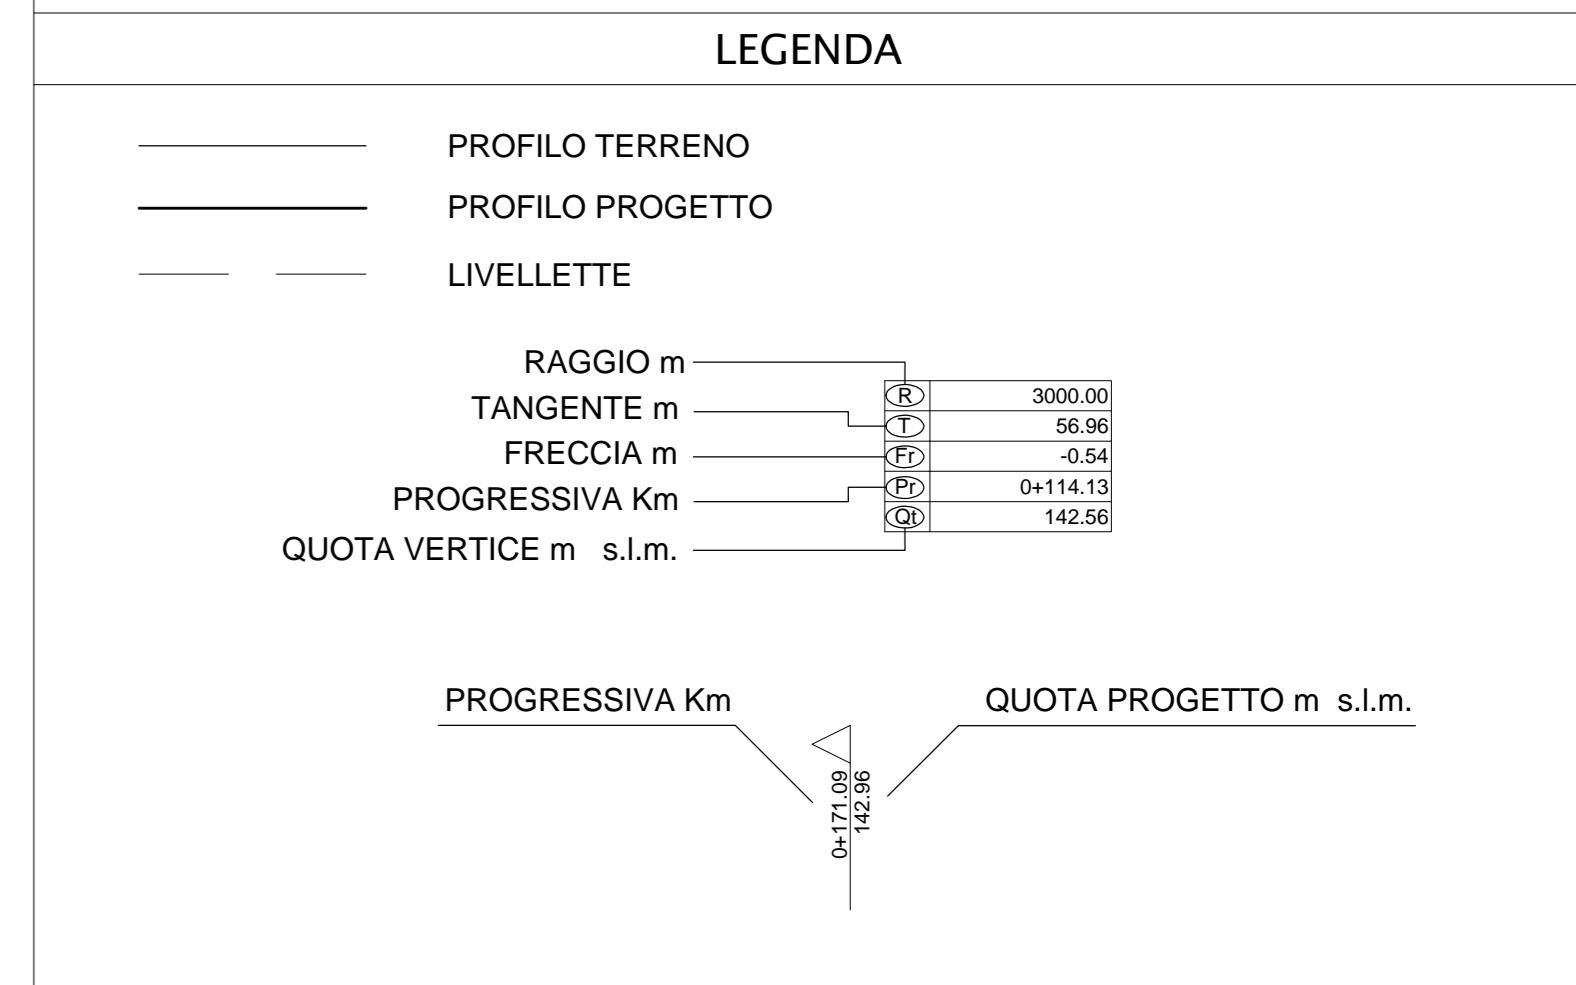 LEGENDA
PROFILO TERRENO
PROFILO PROGETTO
LIVELLETTE
RAGGIO m
TANGENTE m
FRECCIA m
PROGRESSIVA Km
QUOTA VERTICE m s.l.m.
R 3000.00
T 56.96
Fr -0.54
Pr 0+114.13
Qt 142.56
PROGRESSIVA Km
QUOTA PROGETTO m s.l.m.
0+171.09
142.96